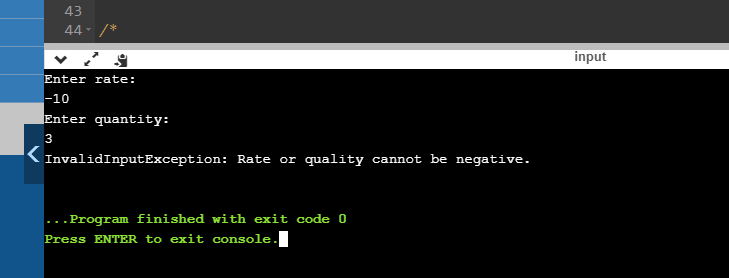 43
44 /*
input
Enter rate:
-10
Enter quantity:
3
InvalidInputException: Rate or quality cannot be negative.
...Program finished with exit code 0
Press ENTER to exit console.